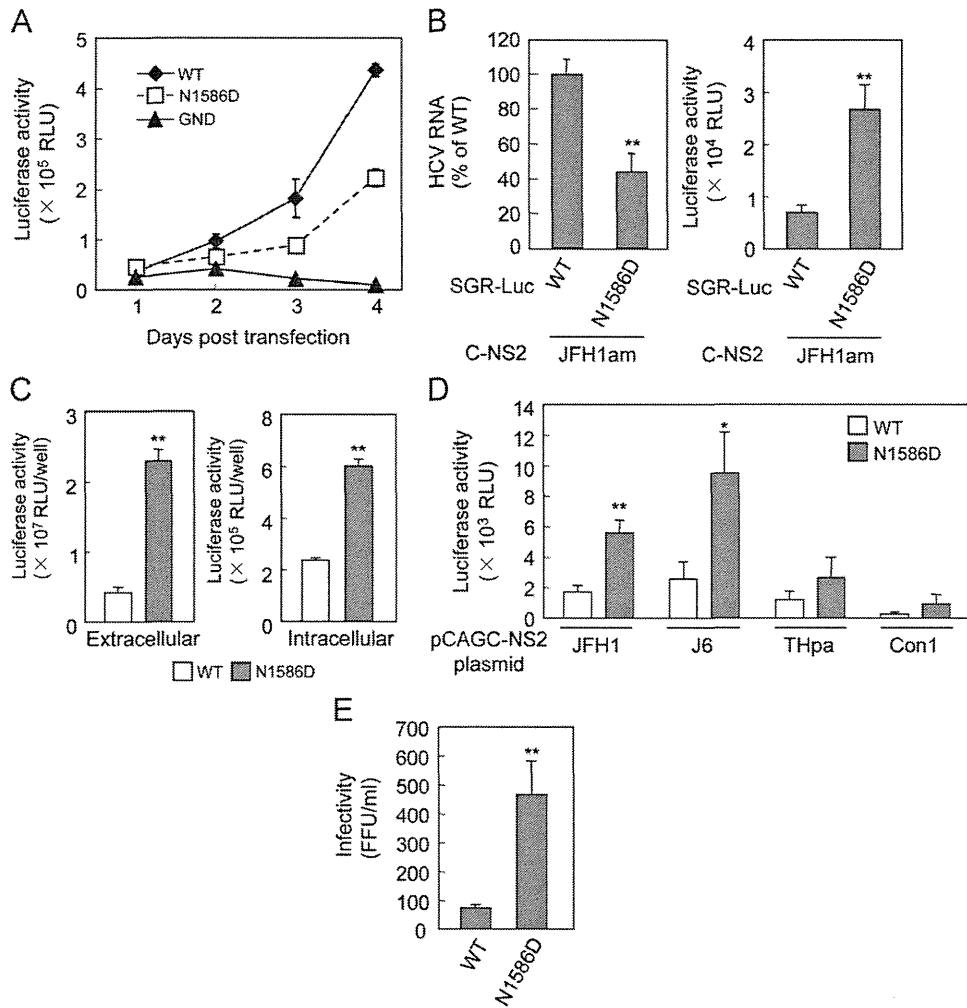 A
Luciferase activity
(× 10⁵ RLU)
5
4
3
2
1
0
WT
N1586D
GND
1 2 3 4
Days post transfection
B
HCV RNA
(% of WT)
120
100
80
60
40
20
0
**
SGR-Luc WT N1586D
C-NS2 JFH1am
Luciferase activity
(× 10⁴ RLU)
4
3
2
1
0
**
SGR-Luc WT N1586D
C-NS2 JFH1am
C
Luciferase activity
(× 10⁷ RLU/well)
3
2
1
0
**
Extracellular
Luciferase activity
(× 10⁵ RLU/well)
8
6
4
2
0
**
Intracellular
WT N1586D
D
Luciferase activity
(× 10³ RLU)
14
12
10
8
6
4
2
0
WT
N1586D
**
*
pCAGC-NS2
plasmid
JFH1 J6 THpa Con1
E
Infectivity
(FFU/ml)
700
600
500
400
300
200
100
0
**
WT N1586D